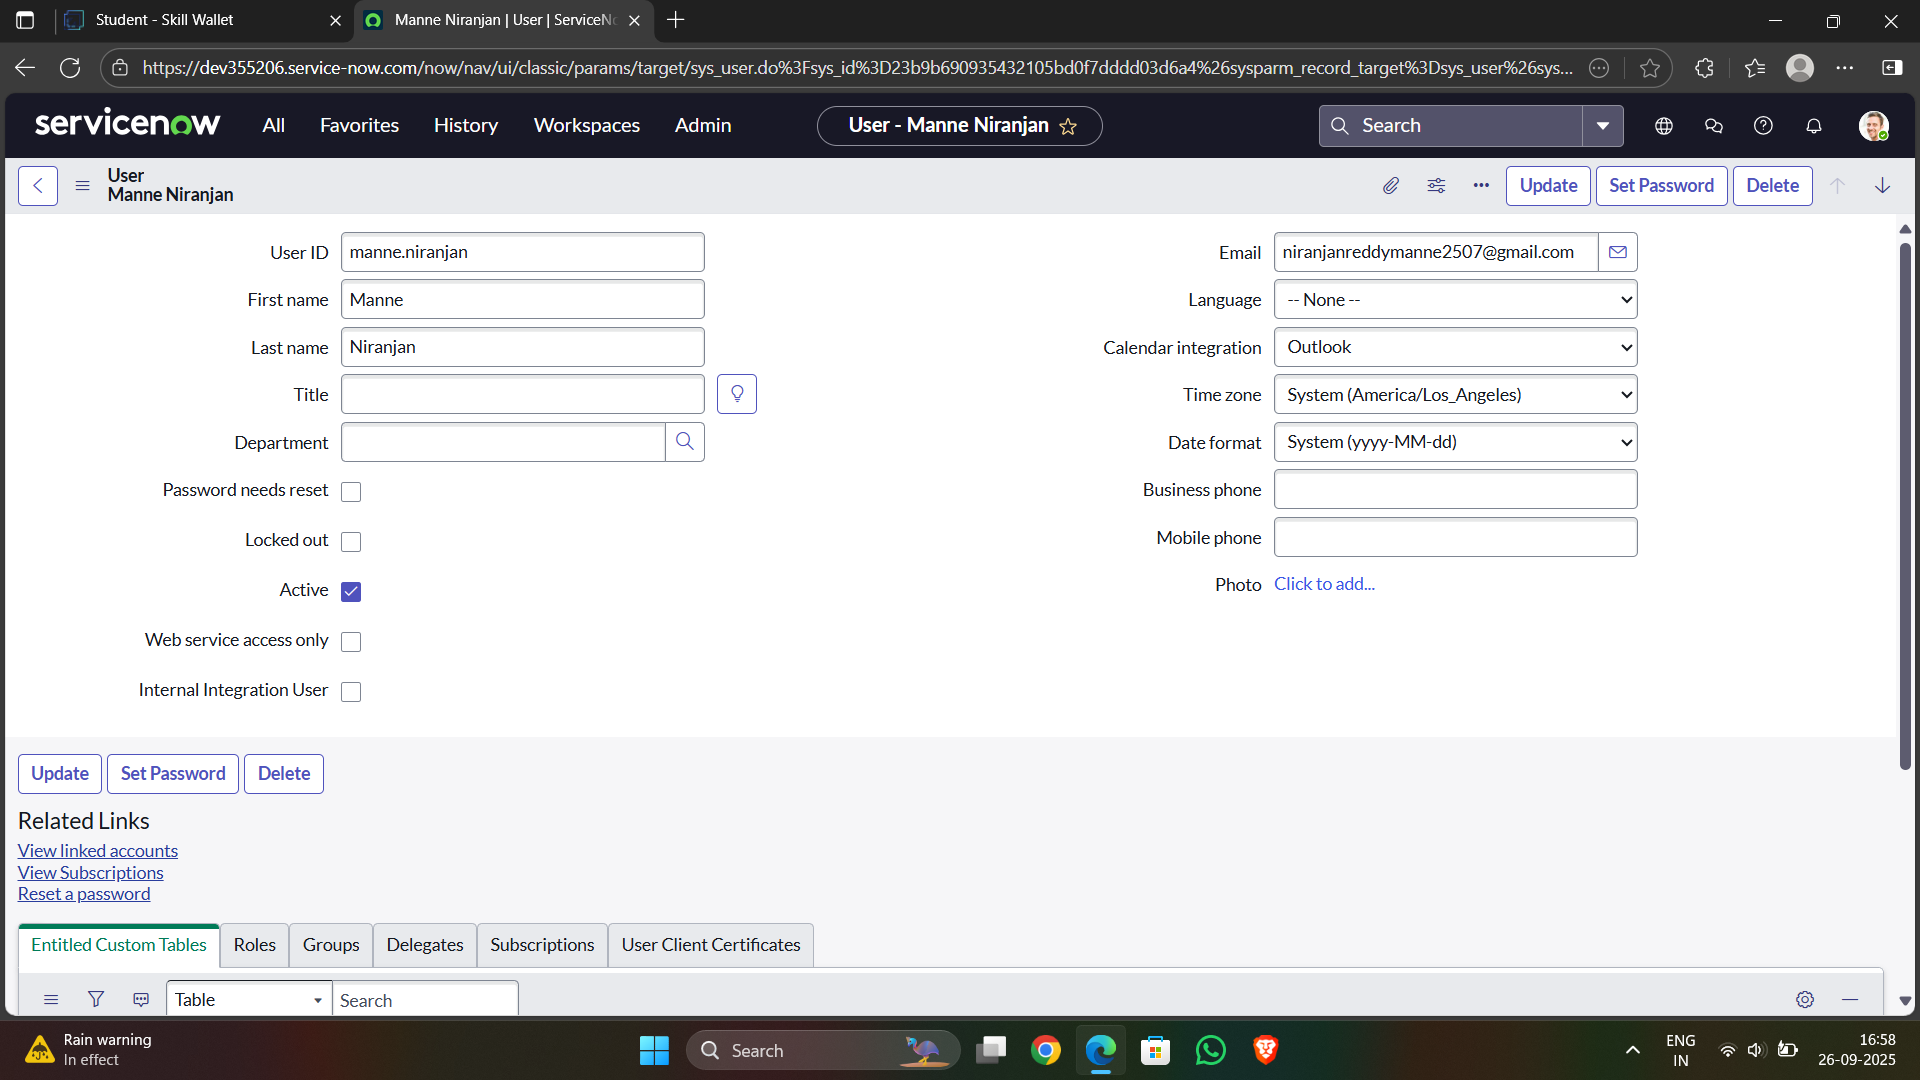 Student - Skill Wallet
Manne Niranjan | User | ServiceN
https://dev355206.service-now.com/now/nav/ui/classic/params/target/sys_user.do%3Fsys_id%3D23b9b690935432105bd0f7dddd03d6a4%26sysparm_record_target%3Dsys_user%26sys...
servicenow
All
Favorites
History
Workspaces
Admin
User - Manne Niranjan
Search
User
Manne Niranjan
Update
Set Password
Delete
User ID
manne.niranjan
First name
Manne
Last name
Niranjan
Title
Department
Password needs reset
Locked out
Active
Web service access only
Internal Integration User
Email
niranjanreddymanne2507@gmail.com
Language
-- None --
Calendar integration
Outlook
Time zone
System (America/Los_Angeles)
Date format
System (yyyy-MM-dd)
Business phone
Mobile phone
Photo
Click to add...
Update
Set Password
Delete
Related Links
View linked accounts
View Subscriptions
Reset a password
Entitled Custom Tables
Roles
Groups
Delegates
Subscriptions
User Client Certificates
Table
Search
Rain warning
In effect
Search
ENG
IN
16:58
26-09-2025